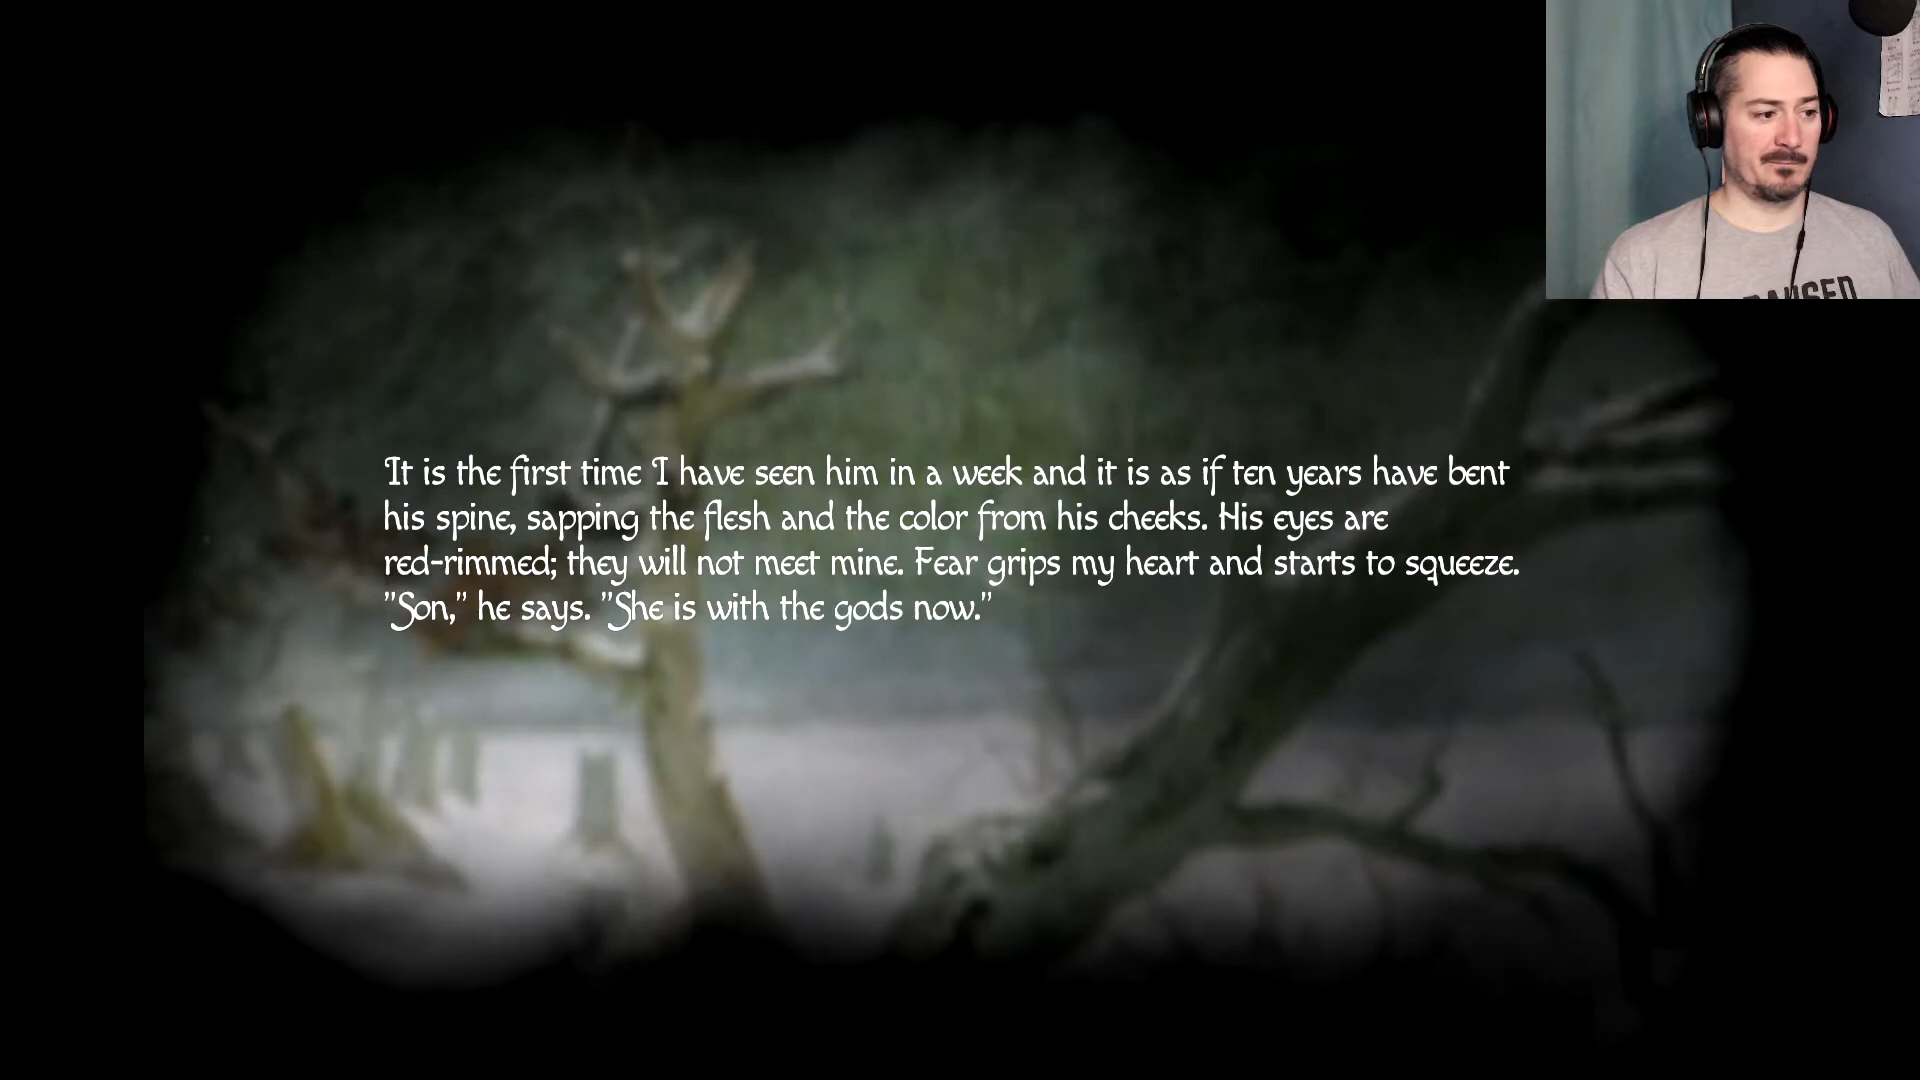 It is the first time I have seen him in a week and it is as if ten years have bent
his spine, sapping the flesh and the color from his cheeks. His eyes are
red-rimmed; they will not meet mine. Fear grips my heart and starts to squeeze.
"Son," he says. "She is with the gods now."